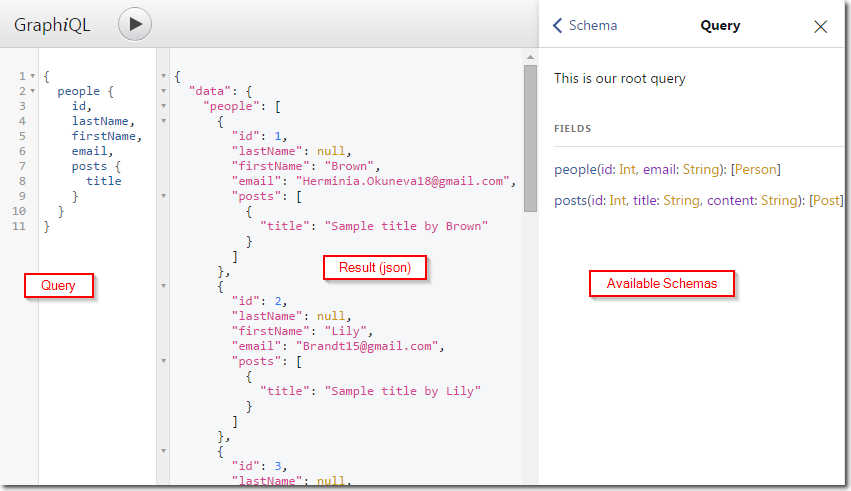 GraphiQL
1 {
2 people {
3 id,
4 lastName,
5 firstName,
6 email,
7 posts {
8 title
9 }
10 }
11 }
Query
{
"data": {
"people": [
{
"id": 1,
"lastName": null,
"firstName": "Brown",
"email": "Herminia.Okuneva18@gmail.com",
"posts": [
{
"title": "Sample title by Brown"
}
]
},
{
"id": 2,
"lastName": null,
"firstName": "Lily",
"email": "Brandt15@gmail.com",
"posts": [
{
"title": "Sample title by Lily"
}
]
},
{
"id": 3,
"lastName": null,
Result (json)
Schema
Query
This is our root query
FIELDS
people(id: Int, email: String): [Person]
posts(id: Int, title: String, content: String): [Post]
Available Schemas